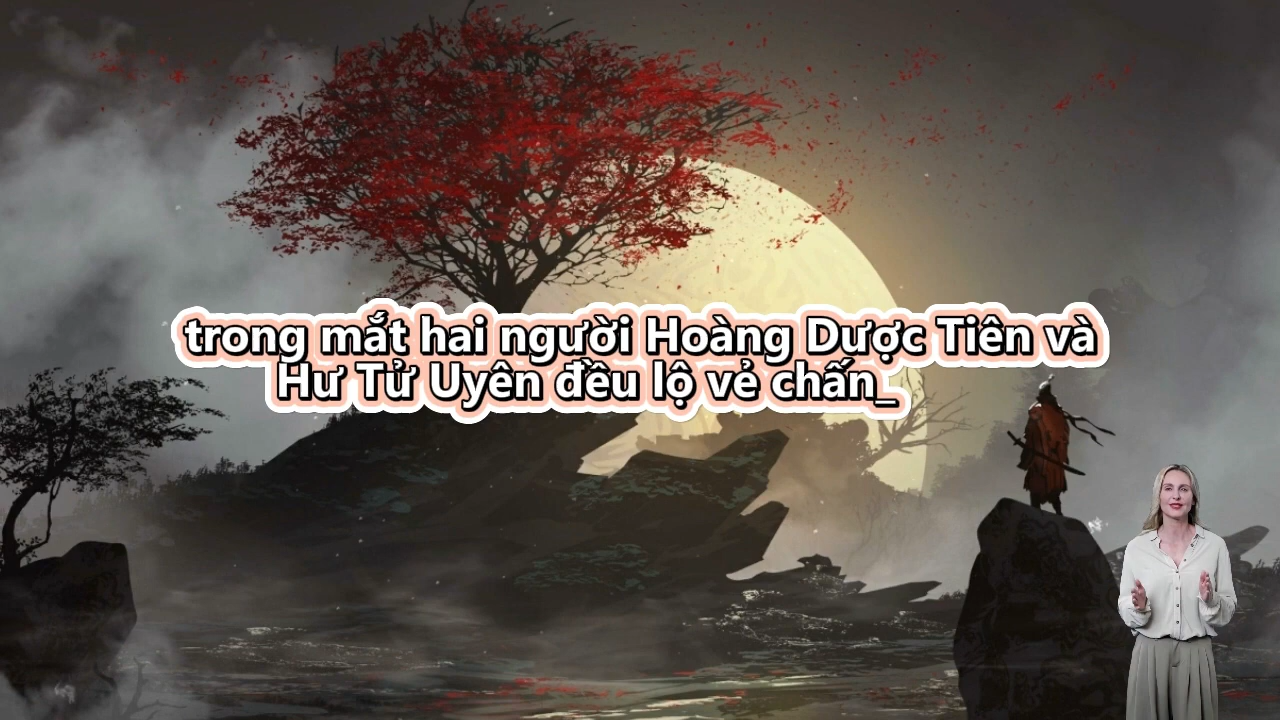 trong mắt hai người Hoàng Dược Tiên và
Hư Tử Uyên đều lộ vẻ chấn_